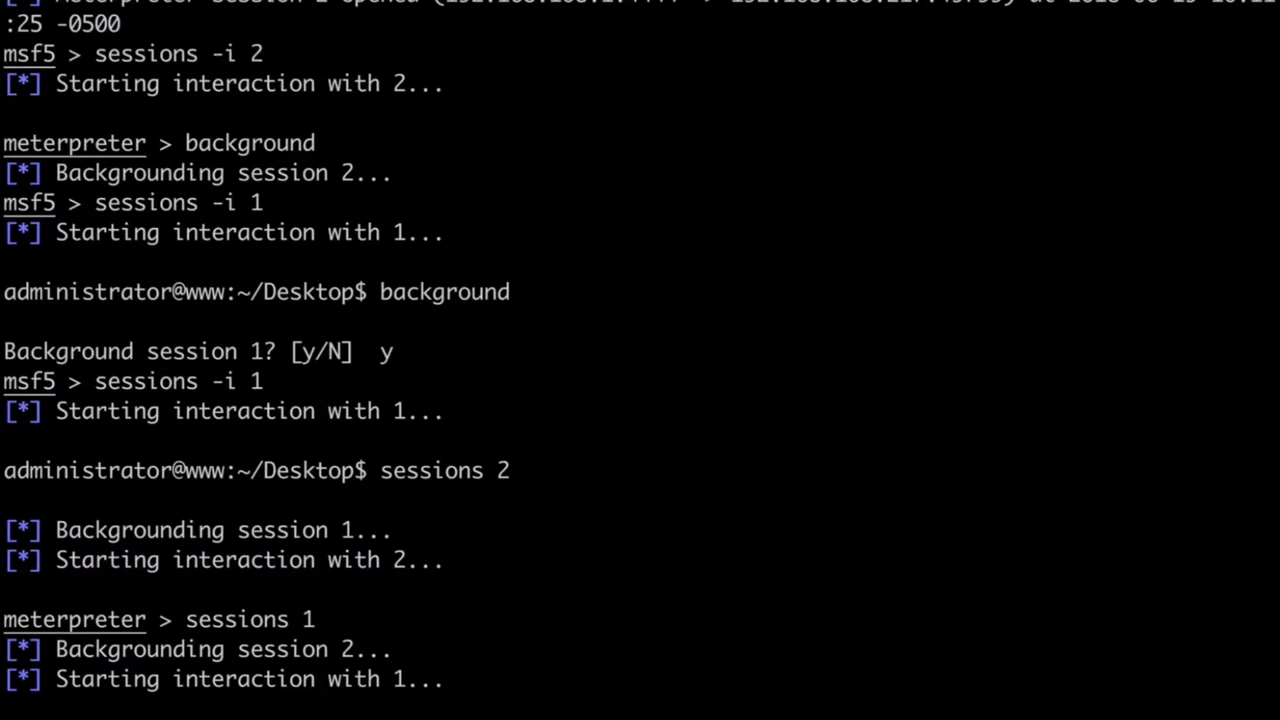 :25 -0500
msf5 > sessions -i 2
[*] Starting interaction with 2...
meterpreter > background
[*] Backgrounding session 2...
msf5 > sessions -i 1
[*] Starting interaction with 1...
administrator@www:~/Desktop$ background
Background session 1? [y/N]  y
msf5 > sessions -i 1
[*] Starting interaction with 1...
administrator@www:~/Desktop$ sessions 2
[*] Backgrounding session 1...
[*] Starting interaction with 2...
meterpreter > sessions 1
[*] Backgrounding session 2...
[*] Starting interaction with 1...